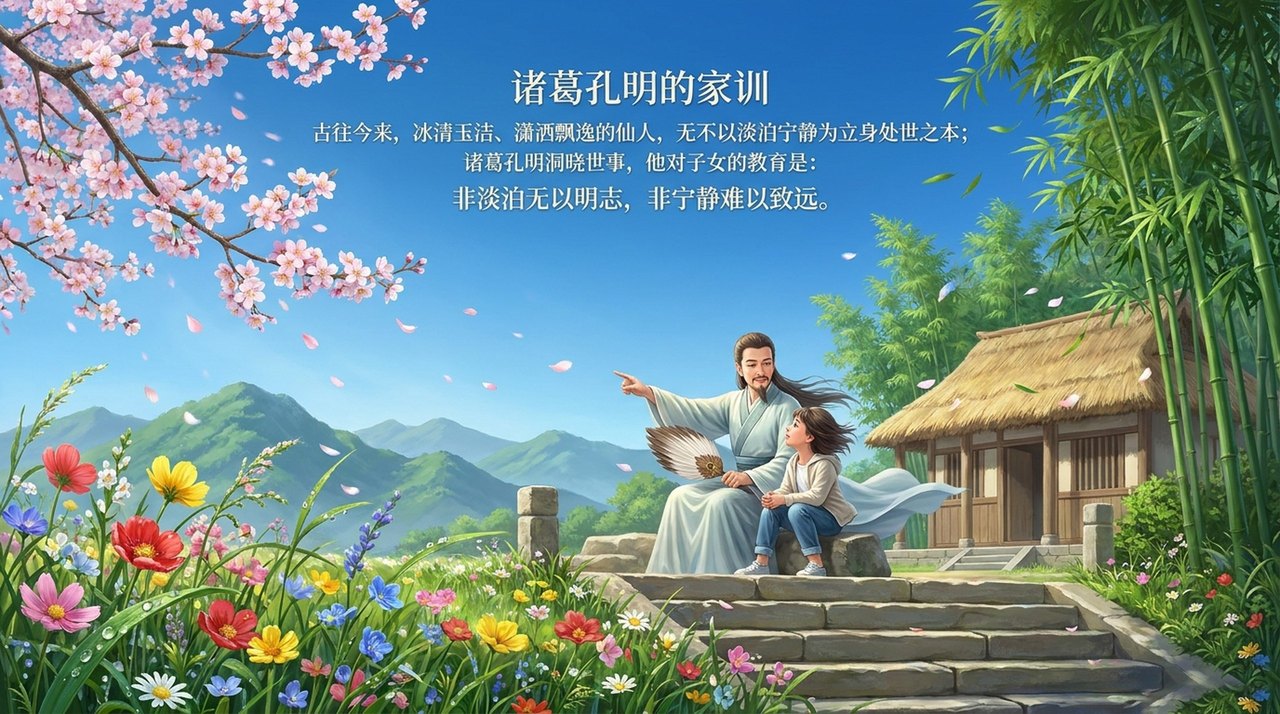 诸葛孔明的家训
古往今来，冰清玉洁、潇洒飘逸的仙人，无不以淡泊宁静为立身处世之本；
诸葛孔明洞晓世事，他对子女的教育是：
非淡泊无以明志，非宁静难以致远。